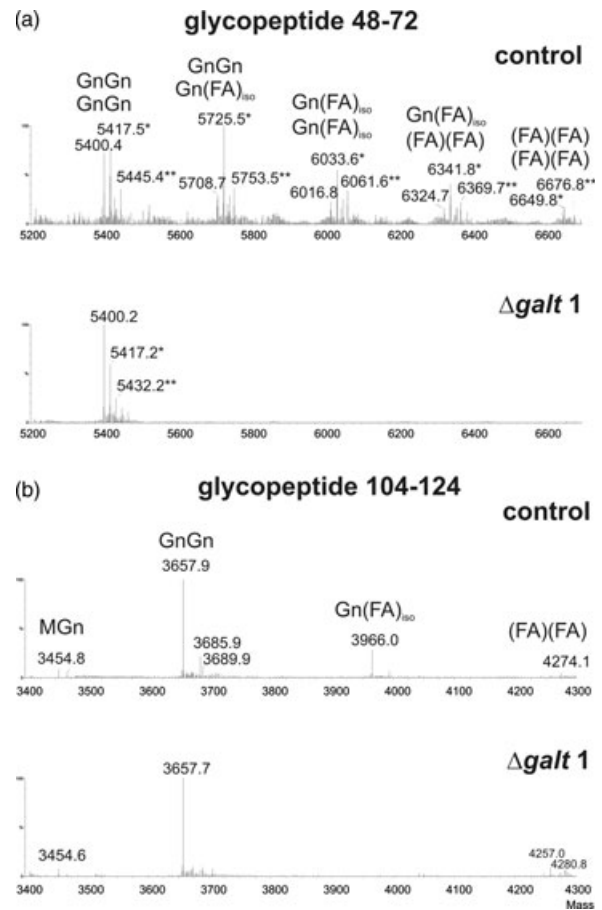 (a)
glycopeptide 48-72
control
GnGn
GnGn
GnGn
Gn(FA)iso
Gn(FA)iso
Gn(FA)iso
Gn(FA)iso
(FA)(FA)
(FA)(FA)
(FA)(FA)
100
%
5400.4
5417.5*
5445.4**
5708.7
5725.5*
5753.5**
6016.8
6033.6*
6061.6**
6324.7
6341.8*
6369.7**
6649.8*
6676.8**
5200 5400 5600 5800 6000 6200 6400 6600
Δgalt 1
100
%
5400.2
5417.2*
5432.2**
5200 5400 5600 5800 6000 6200 6400 6600
(b)
glycopeptide 104-124
control
GnGn
3657.9
100
%
MGn
3454.8
3685.9
3689.9
Gn(FA)iso
3966.0
(FA)(FA)
4274.1
3400 3500 3600 3700 3800 3900 4000 4100 4200 4300
Δgalt 1
100
%
3657.7
3454.6
4257.0
4280.8
3400 3500 3600 3700 3800 3900 4000 4100 4200 4300
Mass